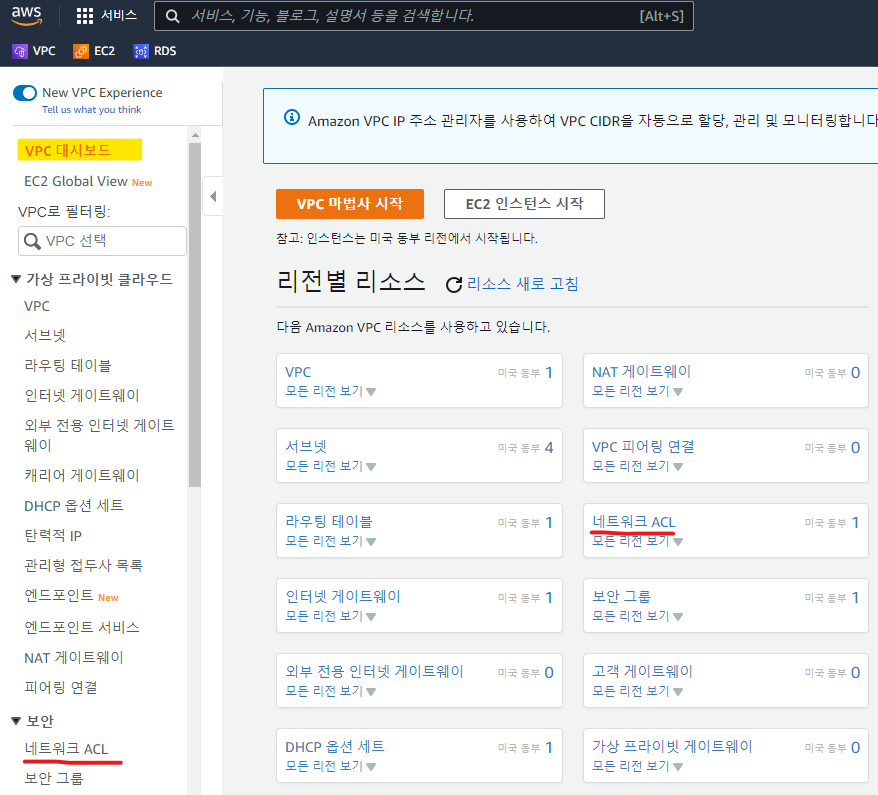 aws
서비스
서비스, 기능, 블로그, 설명서 등을 검색합니다.
[Alt+S]
VPC
EC2
RDS
New VPC Experience
Tell us what you think
VPC 대시보드
EC2 Global View New
VPC로 필터링:
VPC 선택
가상 프라이빗 클라우드
VPC
서브넷
라우팅 테이블
인터넷 게이트웨이
외부 전용 인터넷 게이트
웨이
캐리어 게이트웨이
DHCP 옵션 세트
탄력적 IP
관리형 접두사 목록
엔드포인트 New
엔드포인트 서비스
NAT 게이트웨이
피어링 연결
보안
네트워크 ACL
보안 그룹
Amazon VPC IP 주소 관리자를 사용하여 VPC CIDR을 자동으로 할당, 관리 및 모니터링합니다
VPC 마법사 시작
EC2 인스턴스 시작
참고: 인스턴스는 미국 동부 리전에서 시작됩니다.
리전별 리소스
리소스 새로 고침
다음 Amazon VPC 리소스를 사용하고 있습니다.
VPC 미국 동부 1
모든 리전 보기
NAT 게이트웨이 미국 동부 0
모든 리전 보기
서브넷 미국 동부 4
모든 리전 보기
VPC 피어링 연결 미국 동부 0
모든 리전 보기
라우팅 테이블 미국 동부 1
모든 리전 보기
네트워크 ACL 미국 동부 1
모든 리전 보기
인터넷 게이트웨이 미국 동부 1
모든 리전 보기
보안 그룹 미국 동부 1
모든 리전 보기
외부 전용 인터넷 게이트웨이 미국 동부 0
모든 리전 보기
고객 게이트웨이 미국 동부 0
모든 리전 보기
DHCP 옵션 세트 미국 동부 1
모든 리전 보기
가상 프라이빗 게이트웨이 미국 동부 0
모든 리전 보기